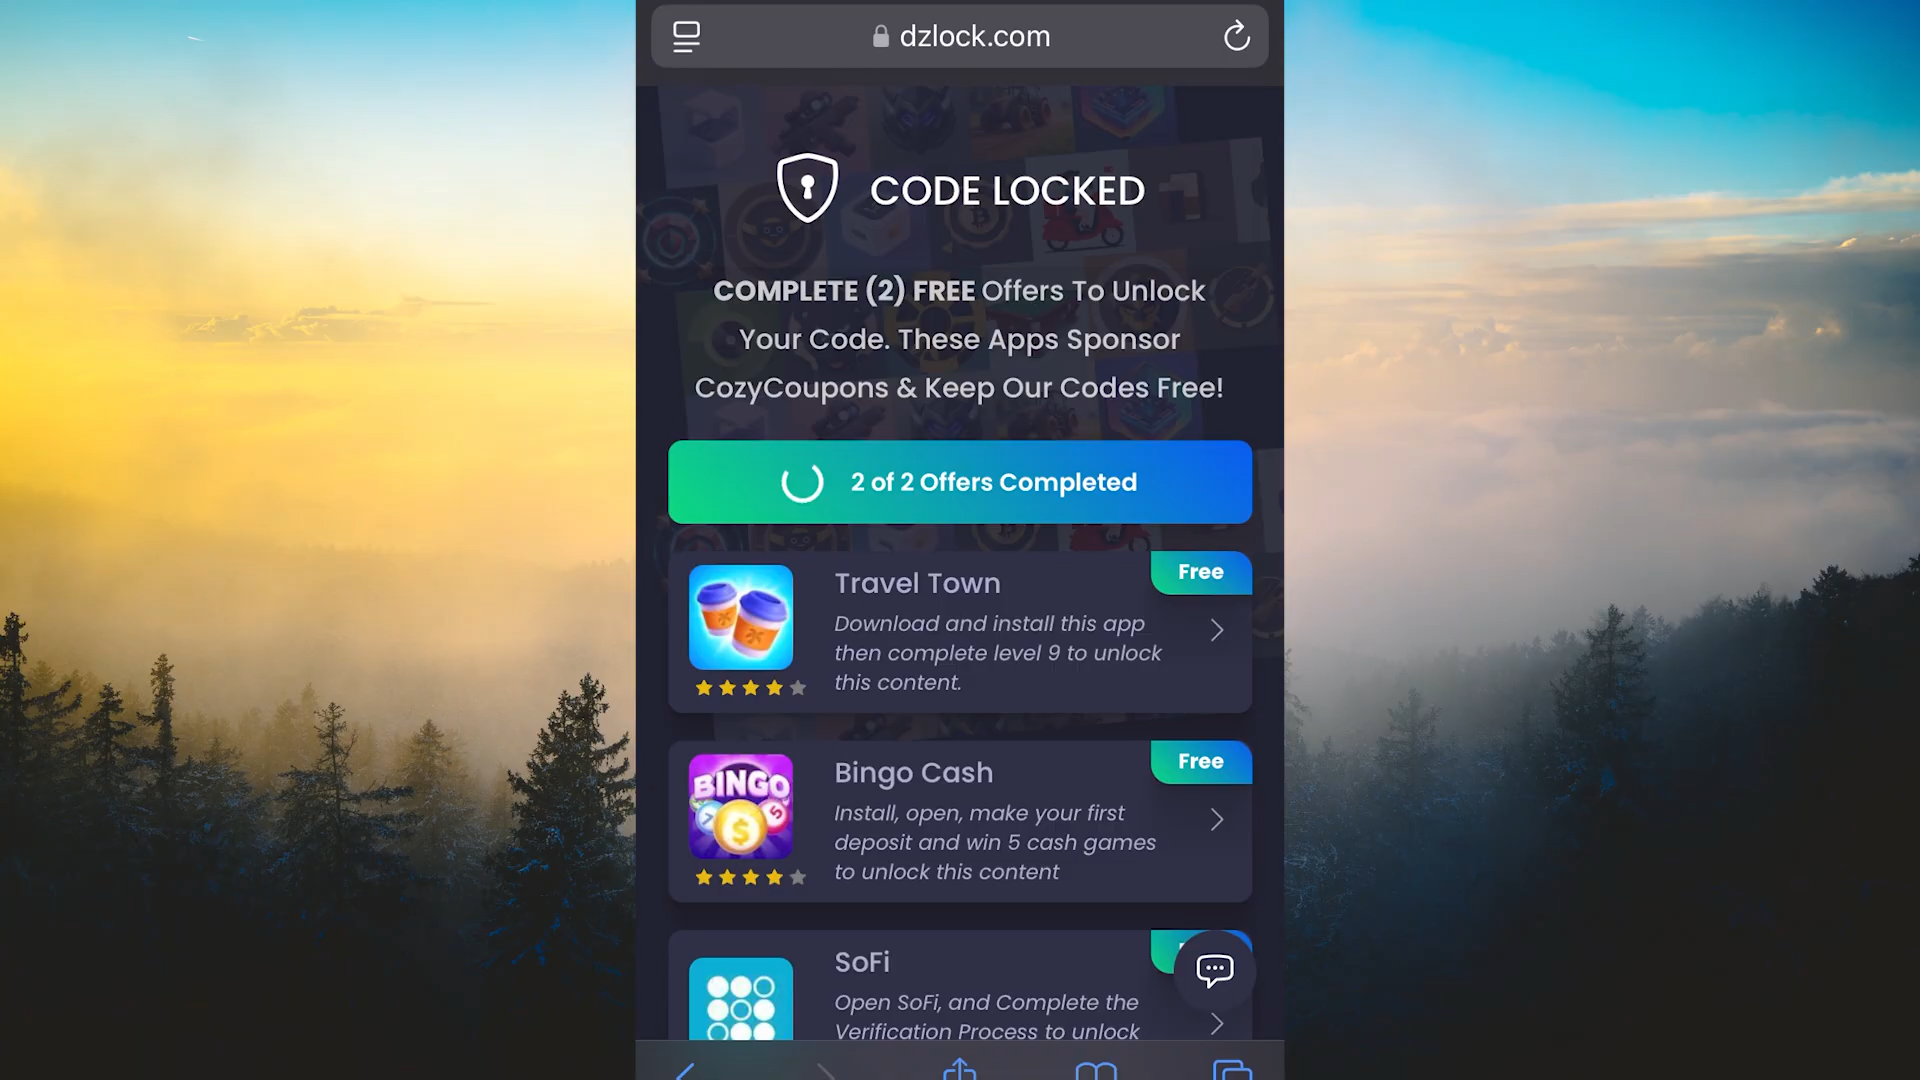 dzlock.com
CODE LOCKED
COMPLETE (2) FREE Offers To Unlock
Your Code. These Apps Sponsor
CozyCoupons & Keep Our Codes Free!
2 of 2 Offers Completed
Travel Town
Free
Download and install this app
then complete level 9 to unlock
this content.
BINGO
7
5
$
Bingo Cash
Free
Install, open, make your first
deposit and win 5 cash games
to unlock this content
SoFi
Open SoFi, and Complete the
Verification Process to unlock